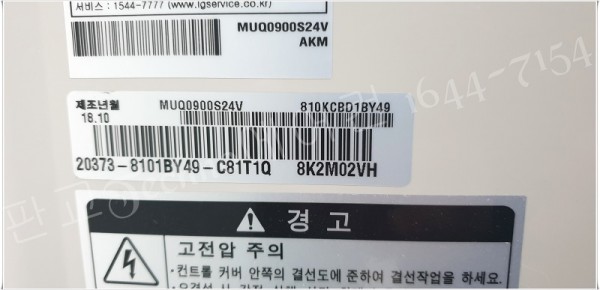 서비스 : 1544-7777 (www.lgservice.co.kr)
MUQ0900S24V
AKM
제조년월 MUQ0900S24V 810KCBD1BY49
18.10
20373-8101BY49-C81T1Q 8K2M02VH
경 고
고전압 주의
·컨트롤 커버 안쪽의 결선도에 준하여 결선작업을 하세요.
1644-7154